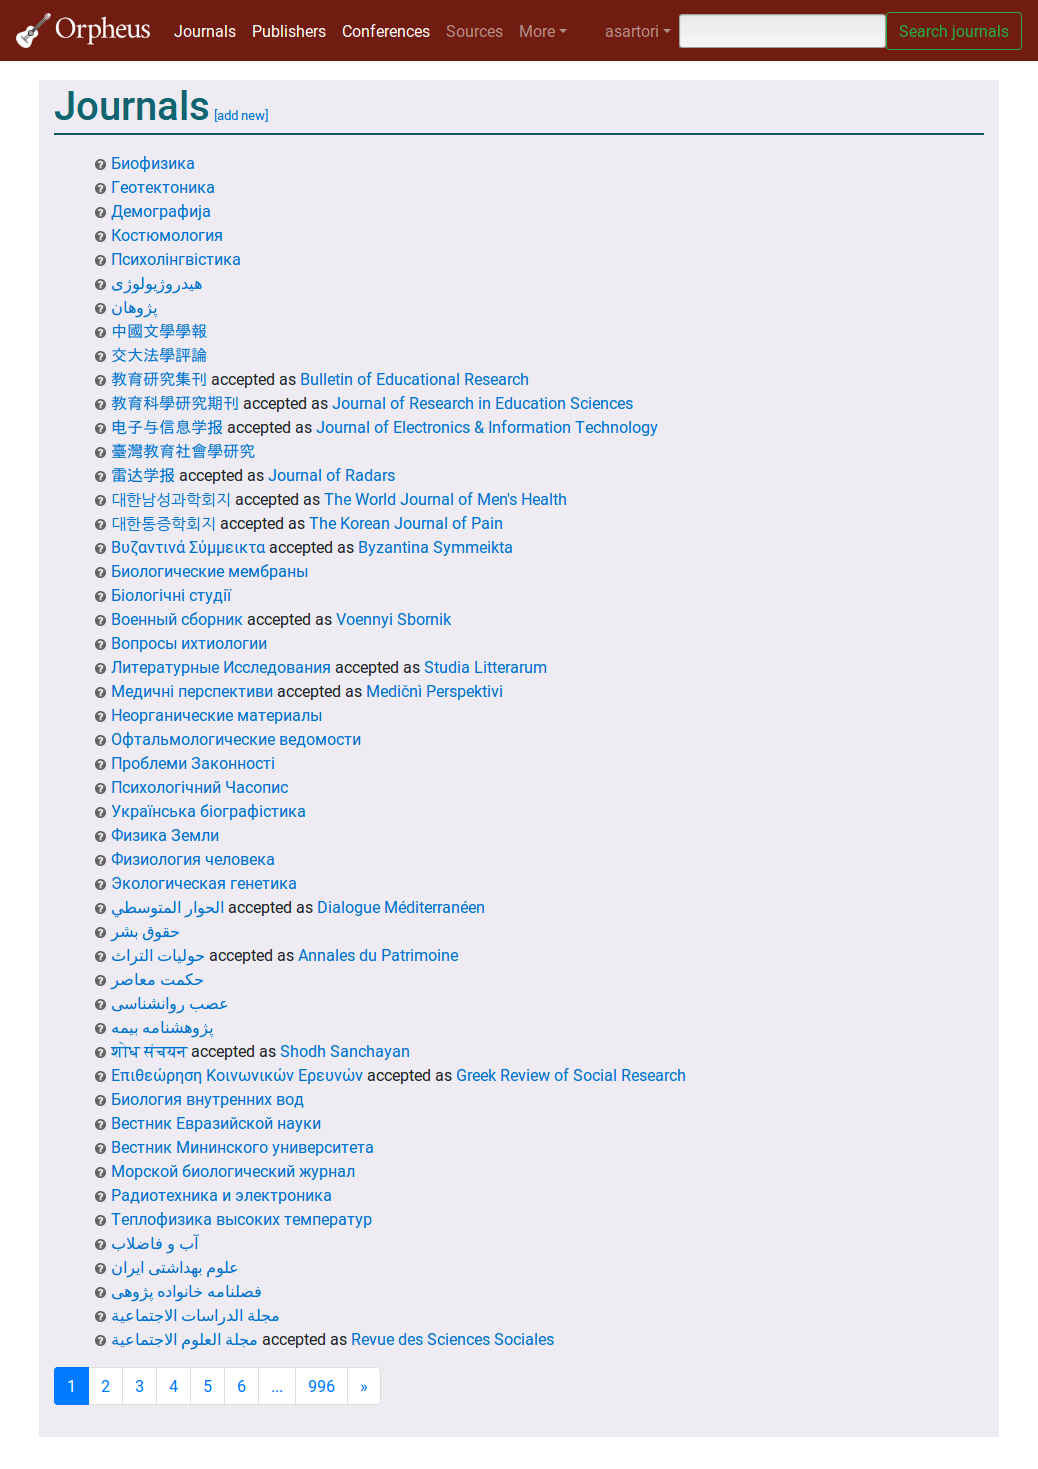 Orpheus Journals Publishers Conferences Sources More asartori Search journals
Journals [add new]
Биофизика
Геотектоника
Демографија
Костюмология
Психолінгвістика
هیدروژیولوژی
پژوهان
中國文學學報
交大法學評論
教育研究集刊 accepted as Bulletin of Educational Research
教育科學研究期刊 accepted as Journal of Research in Education Sciences
电子与信息学报 accepted as Journal of Electronics & Information Technology
臺灣教育社會學研究
雷达学报 accepted as Journal of Radars
대한남성과학회지 accepted as The World Journal of Men's Health
대한통증학회지 accepted as The Korean Journal of Pain
Βυζαντινά Σύμμεικτα accepted as Byzantina Symmeikta
Биологические мембраны
Біологічні студії
Военный сборник accepted as Voennyi Sbornik
Вопросы ихтиологии
Литературные Исследования accepted as Studia Litterarum
Медичні перспективи accepted as Medičnì Perspektivi
Неорганические материалы
Офтальмологические ведомости
Проблеми Законності
Психологічний Часопис
Українська біографістика
Физика Земли
Физиология человека
Экологическая генетика
الحوار المتوسطي accepted as Dialogue Méditerranéen
حقوق بشر
حوليات التراث accepted as Annales du Patrimoine
حکمت معاصر
عصب روانشناسی
پژوهشنامه بیمه
शोध संचयन accepted as Shodh Sanchayan
Επιθεώρηση Κοινωνικών Ερευνών accepted as Greek Review of Social Research
Биология внутренних вод
Вестник Евразийской науки
Вестник Мининского университета
Морской биологический журнал
Радиотехника и электроника
Теплофизика высоких температур
آب و فاضلاب
علوم بهداشتی ایران
فصلنامه خانواده پژوهی
مجلة الدراسات الاجتماعية
مجلة العلوم الاجتماعية accepted as Revue des Sciences Sociales
1 2 3 4 5 6 ... 996 »